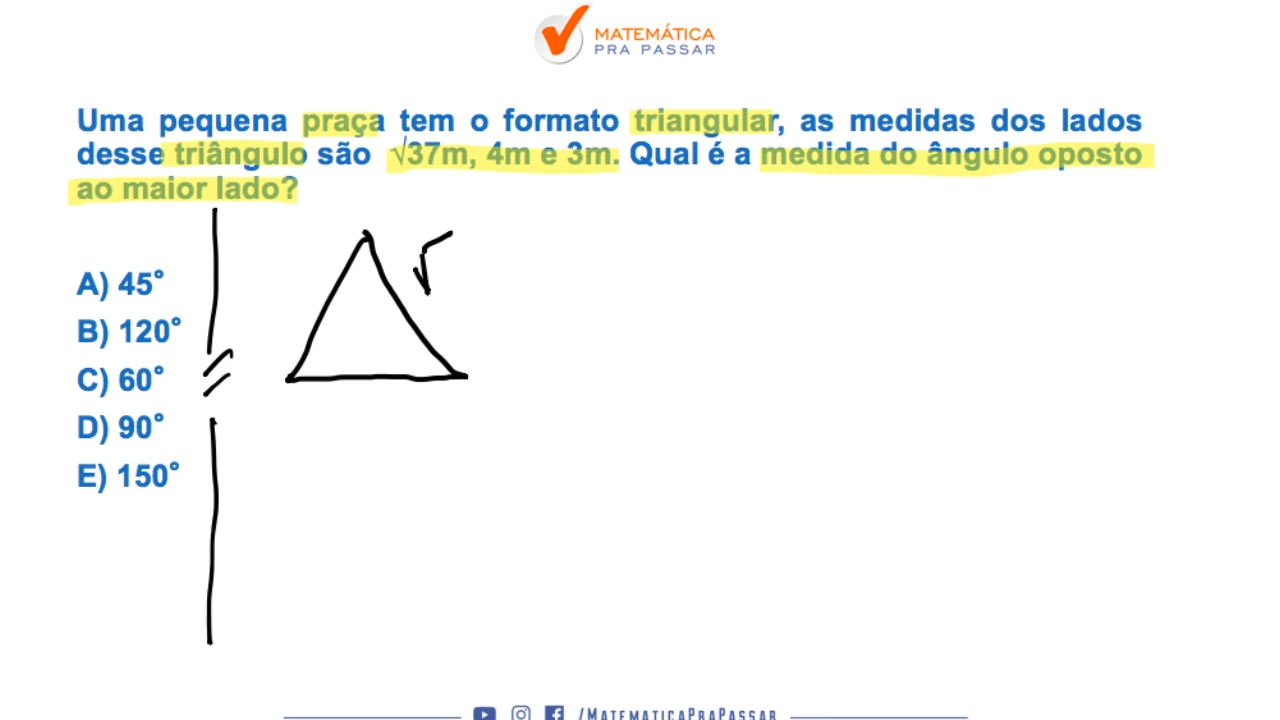 MATEMÁTICA
PRA PASSAR
Uma pequena praça tem o formato triangular, as medidas dos lados
desse triângulo são √37m, 4m e 3m. Qual é a medida do ângulo oposto
ao maior lado?
A) 45°
B) 120°
C) 60°
D) 90°
E) 150°
√
/MATEMATICAPRAPASSAR